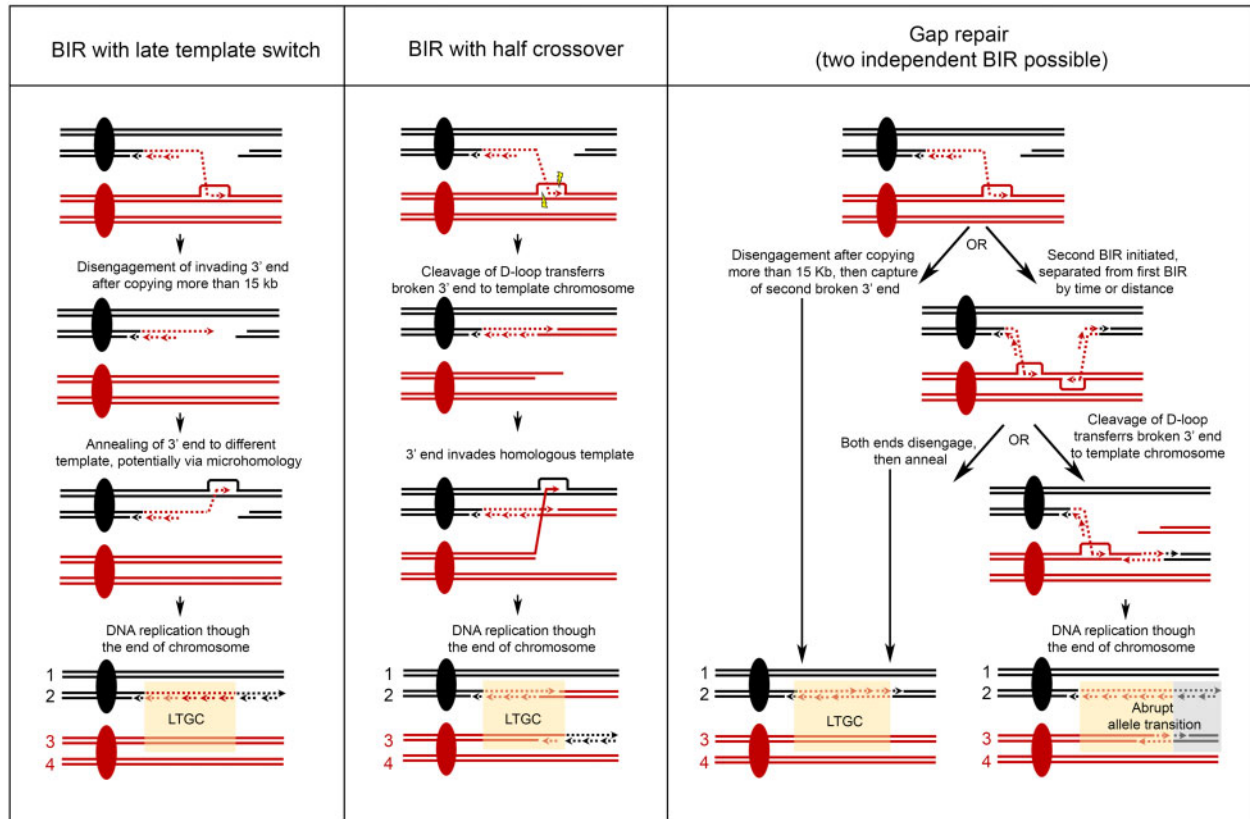 BIR with late template switch
BIR with half crossover
Gap repair
(two independent BIR possible)
Disengagement of invading 3' end
after copying more than 15 kb
Annealing of 3' end to different
template, potentially via microhomology
DNA replication though
the end of chromosome
1
2
LTGC
3
4
Cleavage of D-loop transferrs
broken 3' end to template chromosome
3' end invades homologous template
DNA replication though
the end of chromosome
1
2
LTGC
3
4
OR
Disengagement after copying
more than 15 Kb, then capture
of second broken 3' end
Second BIR initiated,
separated from first BIR
by time or distance
Both ends disengage,
then anneal
OR
Cleavage of D-loop
transferrs broken 3' end
to template chromosome
DNA replication though
the end of chromosome
1
2
LTGC
3
4
1
2
Abrupt
allele transition
3
4